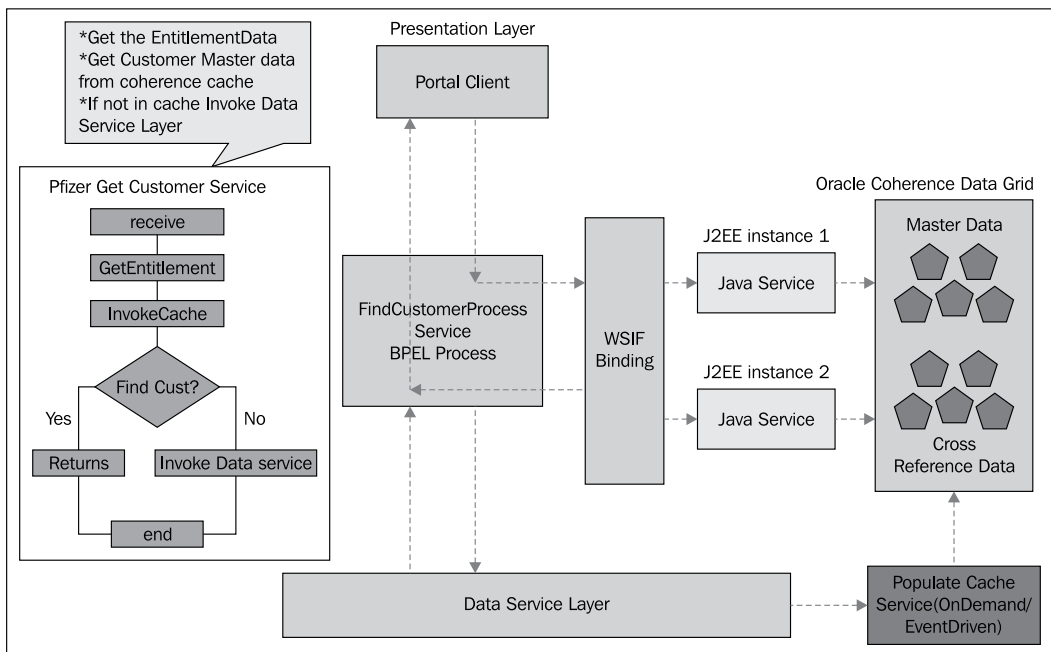 *Get the EntitlementData
*Get Customer Master data
from coherence cache
*If not in cache Invoke Data
Service Layer
Pfizer Get Customer Service
receive
GetEntitlement
InvokeCache
Find Cust?
Yes
No
Returns
Invoke Data service
end
Presentation Layer
Portal Client
FindCustomerProcess
Service
BPEL Process
WSIF
Binding
J2EE instance 1
Java Service
J2EE instance 2
Java Service
Oracle Coherence Data Grid
Master Data
Cross
Reference Data
Data Service Layer
Populate Cache
Service(OnDemand/
EventDriven)